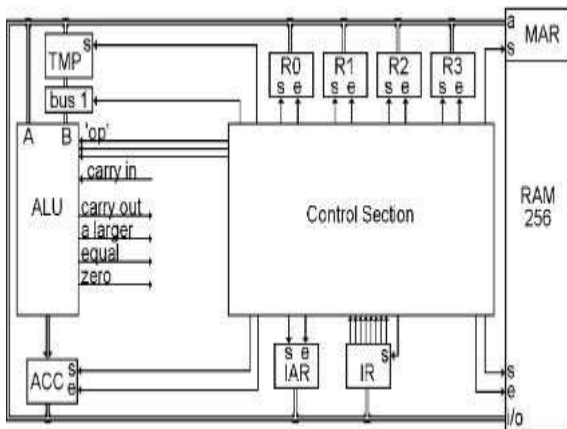 a
MAR
s
s
TMP
R0
R1
R2
R3
s e
s e
s e
s e
bus 1
A
B
'op'
carry in
ALU
carry out
a larger
equal
zero
Control Section
RAM
256
s
e
ACC
s e
IAR
s
IR
s
e
i/o